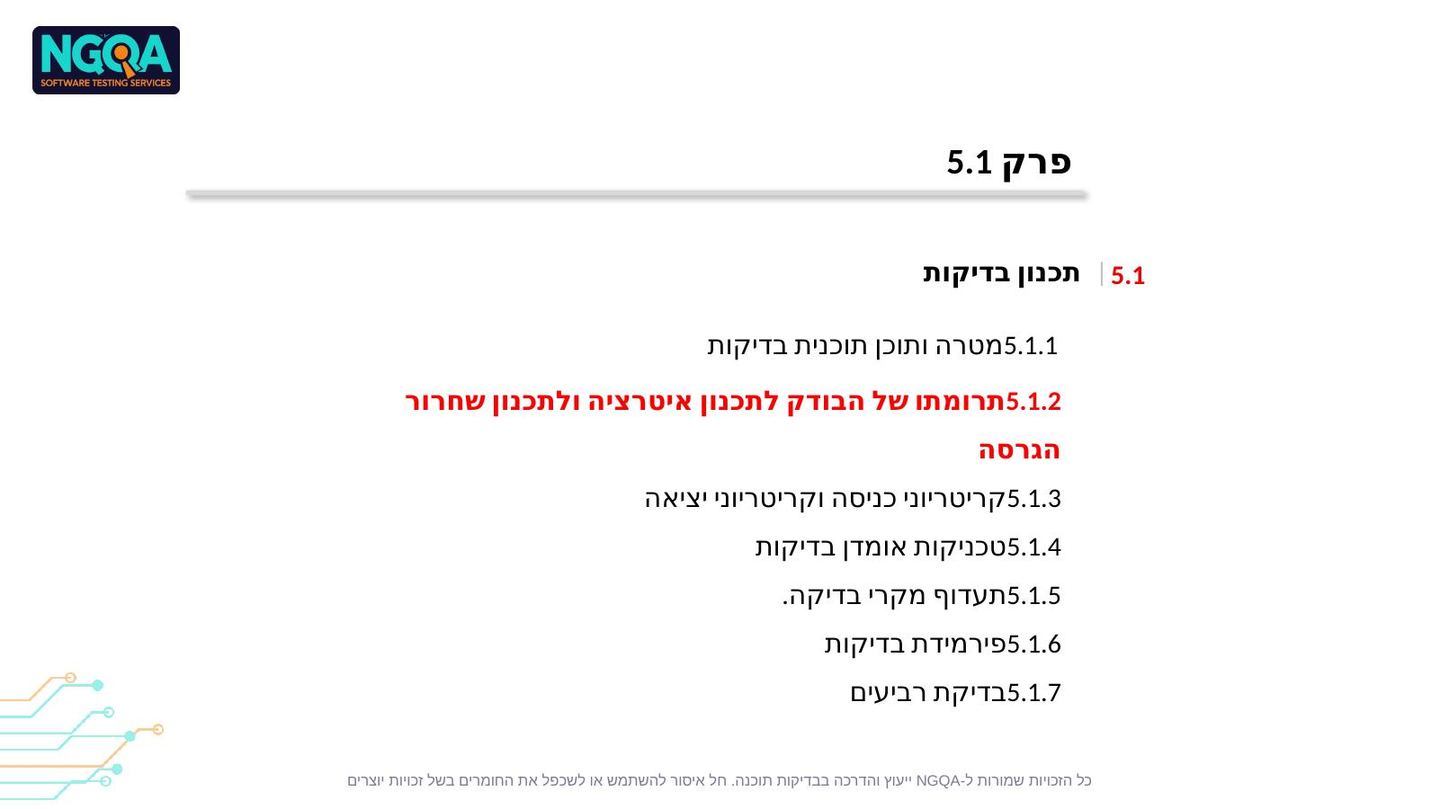 NGQA
SOFTWARE TESTING SERVICES
פרק 5.1
5.1 תכנון בדיקות
5.1.1מטרה ותוכן תוכנית בדיקות
5.1.2תרומתו של הבודק לתכנון איטרציה ולתכנון שחרור
הגרסה
5.1.3קריטריוני כניסה וקריטריוני יציאה
5.1.4טכניקות אומדן בדיקות
5.1.5תעדוף מקרי בדיקה.
5.1.6פירמידת בדיקות
5.1.7בדיקת רביעים
כל הזכויות שמורות ל-NGQA ייעוץ והדרכה בבדיקות תוכנה. חל איסור להשתמש או לשכפל את החומרים בשל זכויות יוצרים